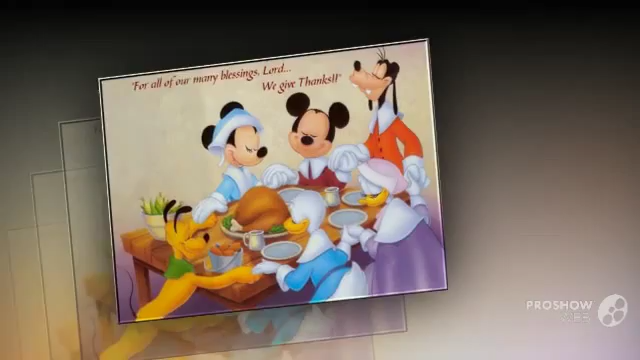 "For all of our many blessings, Lord...
We give Thanks!!"
PROSHOW